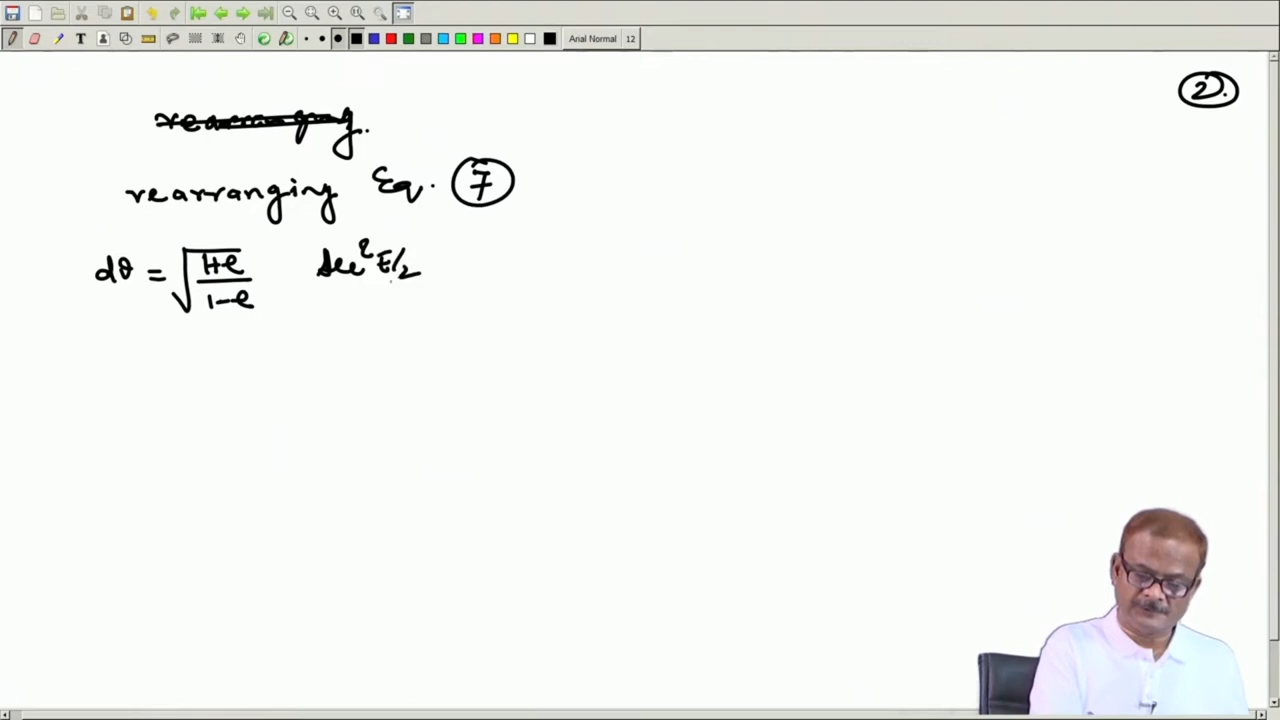 Arial Normal 12
2.
rearranging.
rearranging Eq. 7
dθ = √(1+e/1-e) Sec² E/2